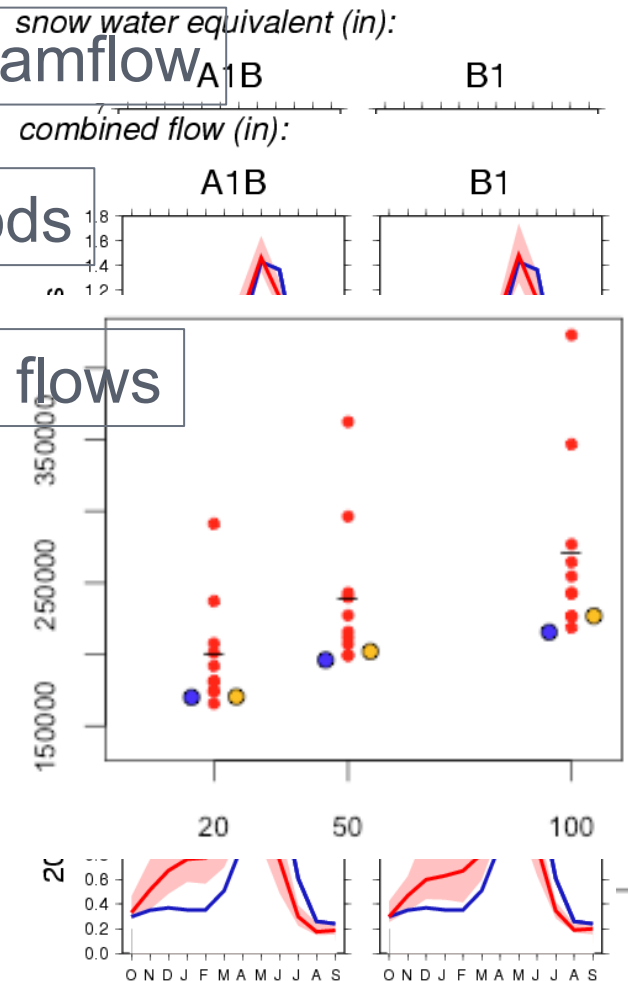 snow water equivalent (in):
amflow
A1B B1
7
combined flow (in):
A1B B1
ods
1.8
1.6
1.4
1.2
flows
350000
250000
150000
20 50 100
0.6
0.4
0.2
0.0
O N D J F M A M J J A S O N D J F M A M J J A S